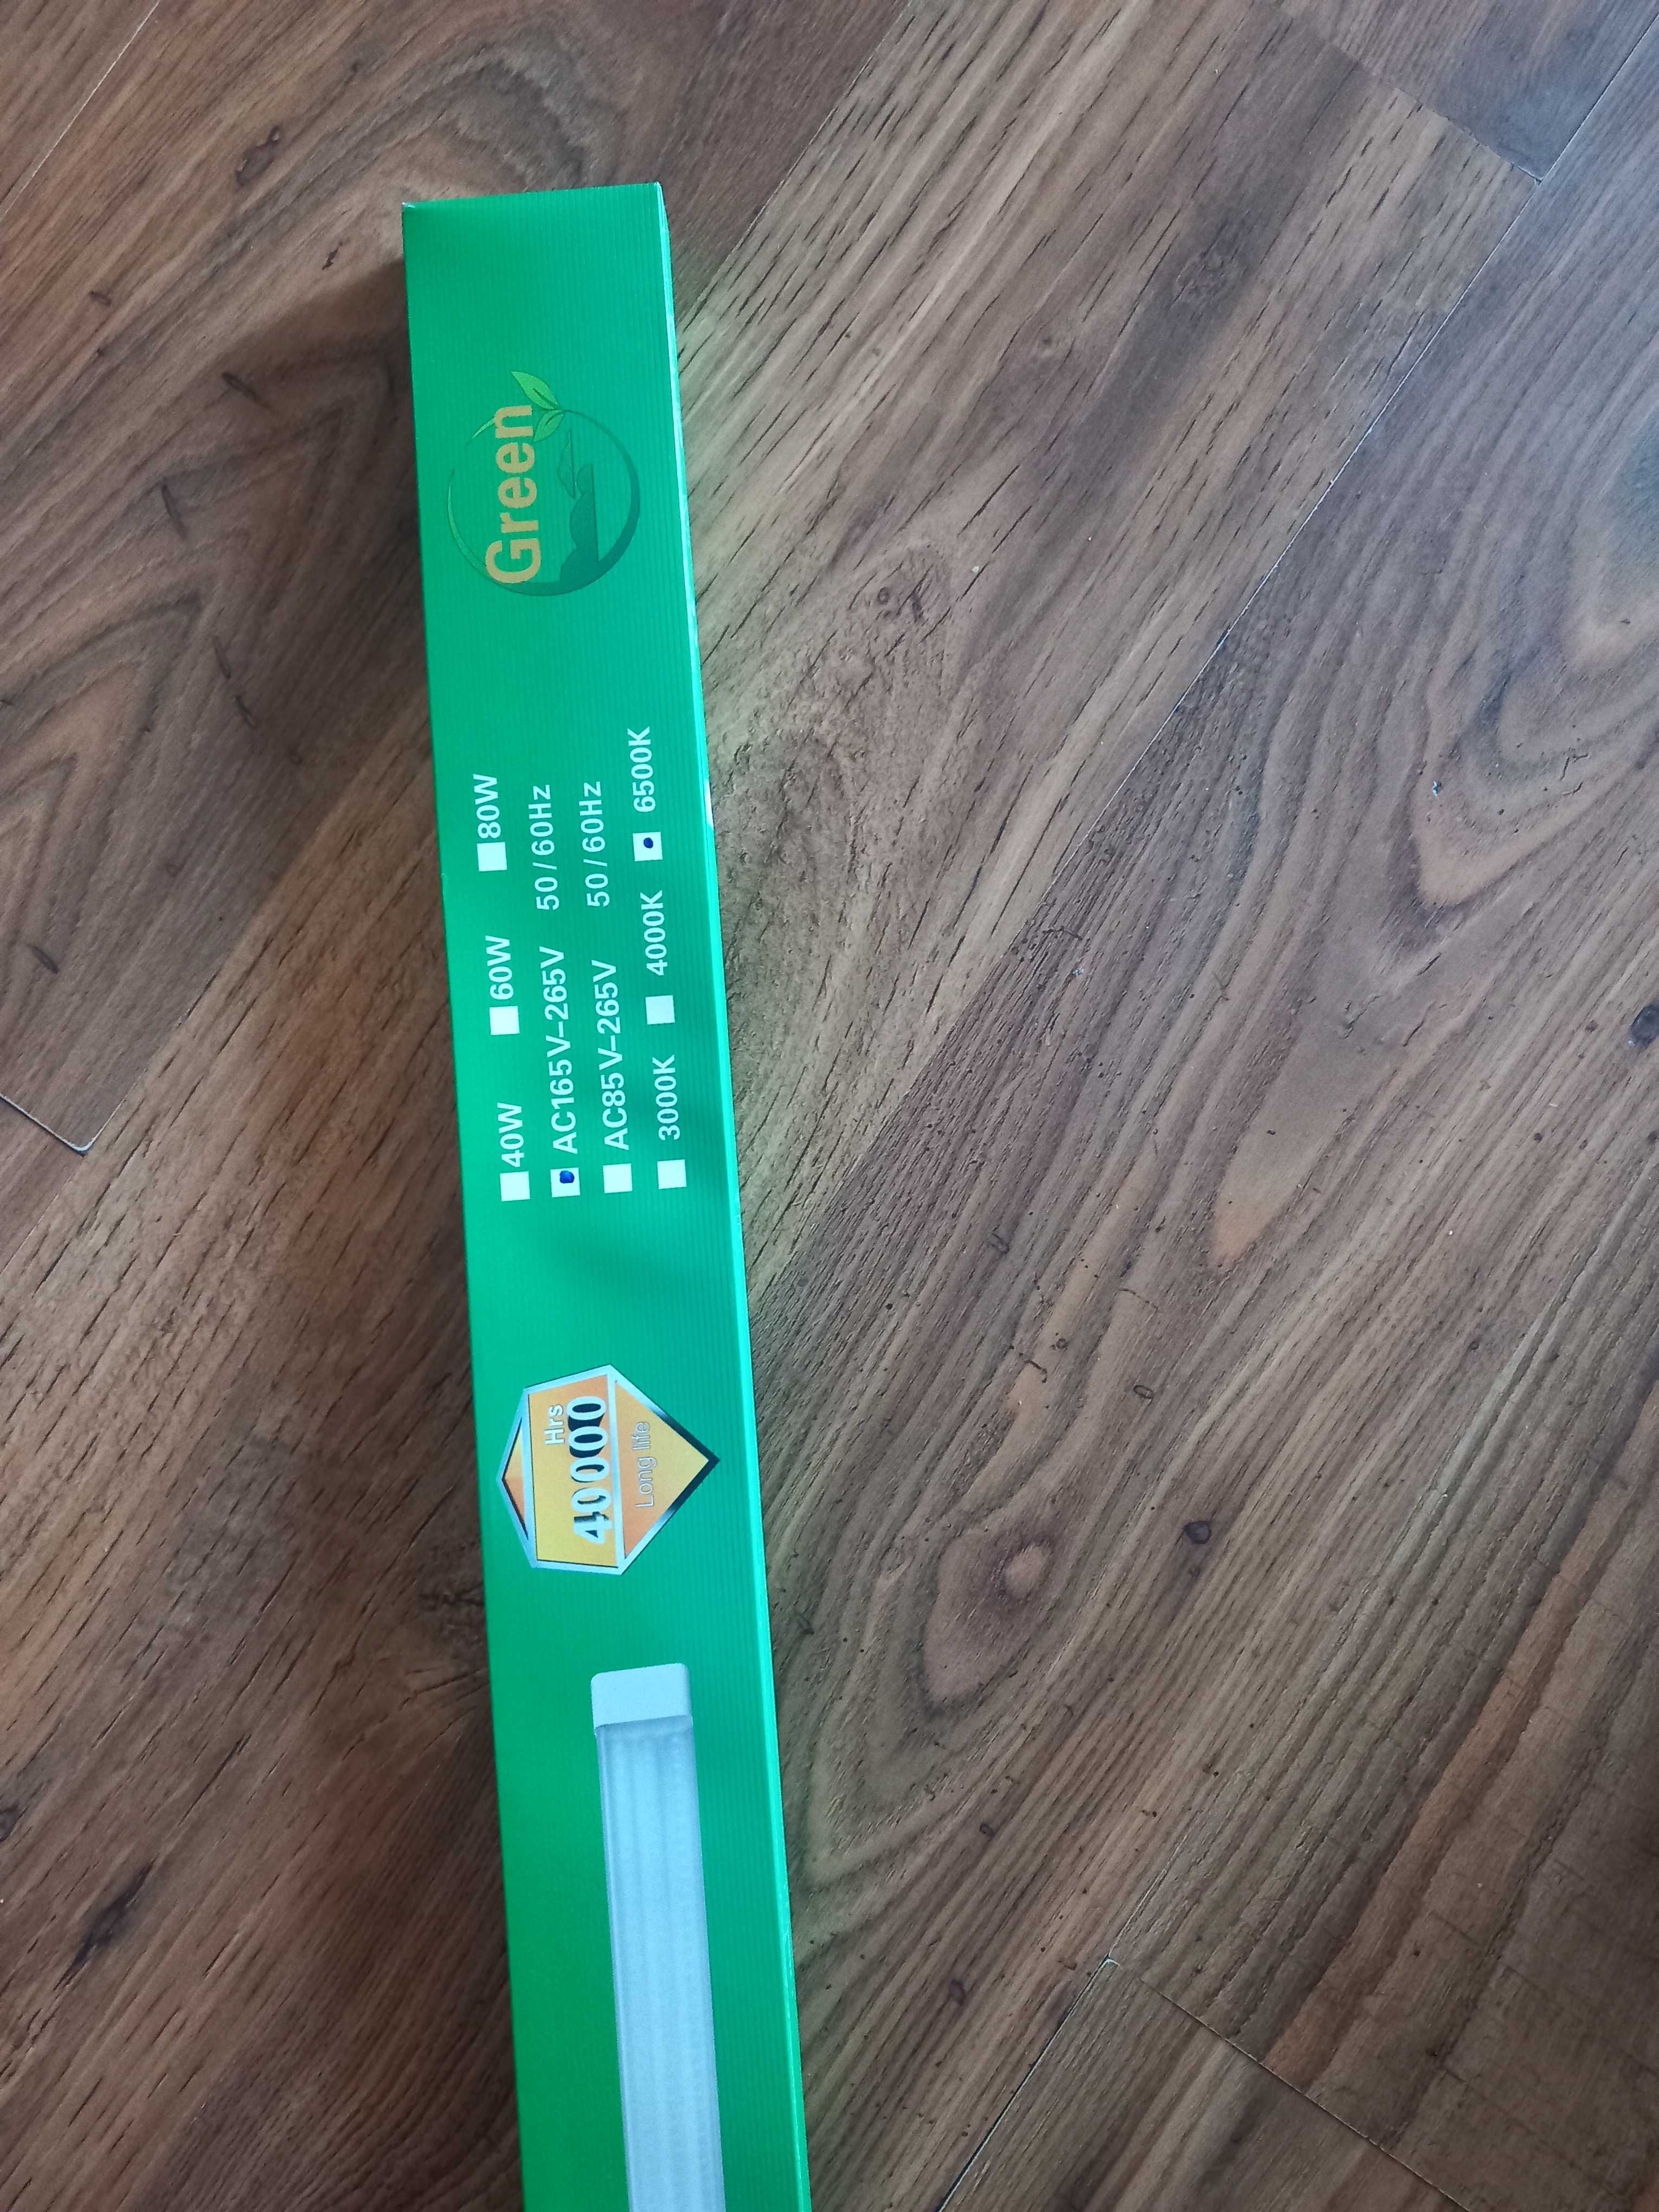 Hrs
40000
Long life
40W 60W 80W
AC165V–265V 50/60Hz
AC85V–265V 50/60Hz
3000K 4000K 6500K
Green